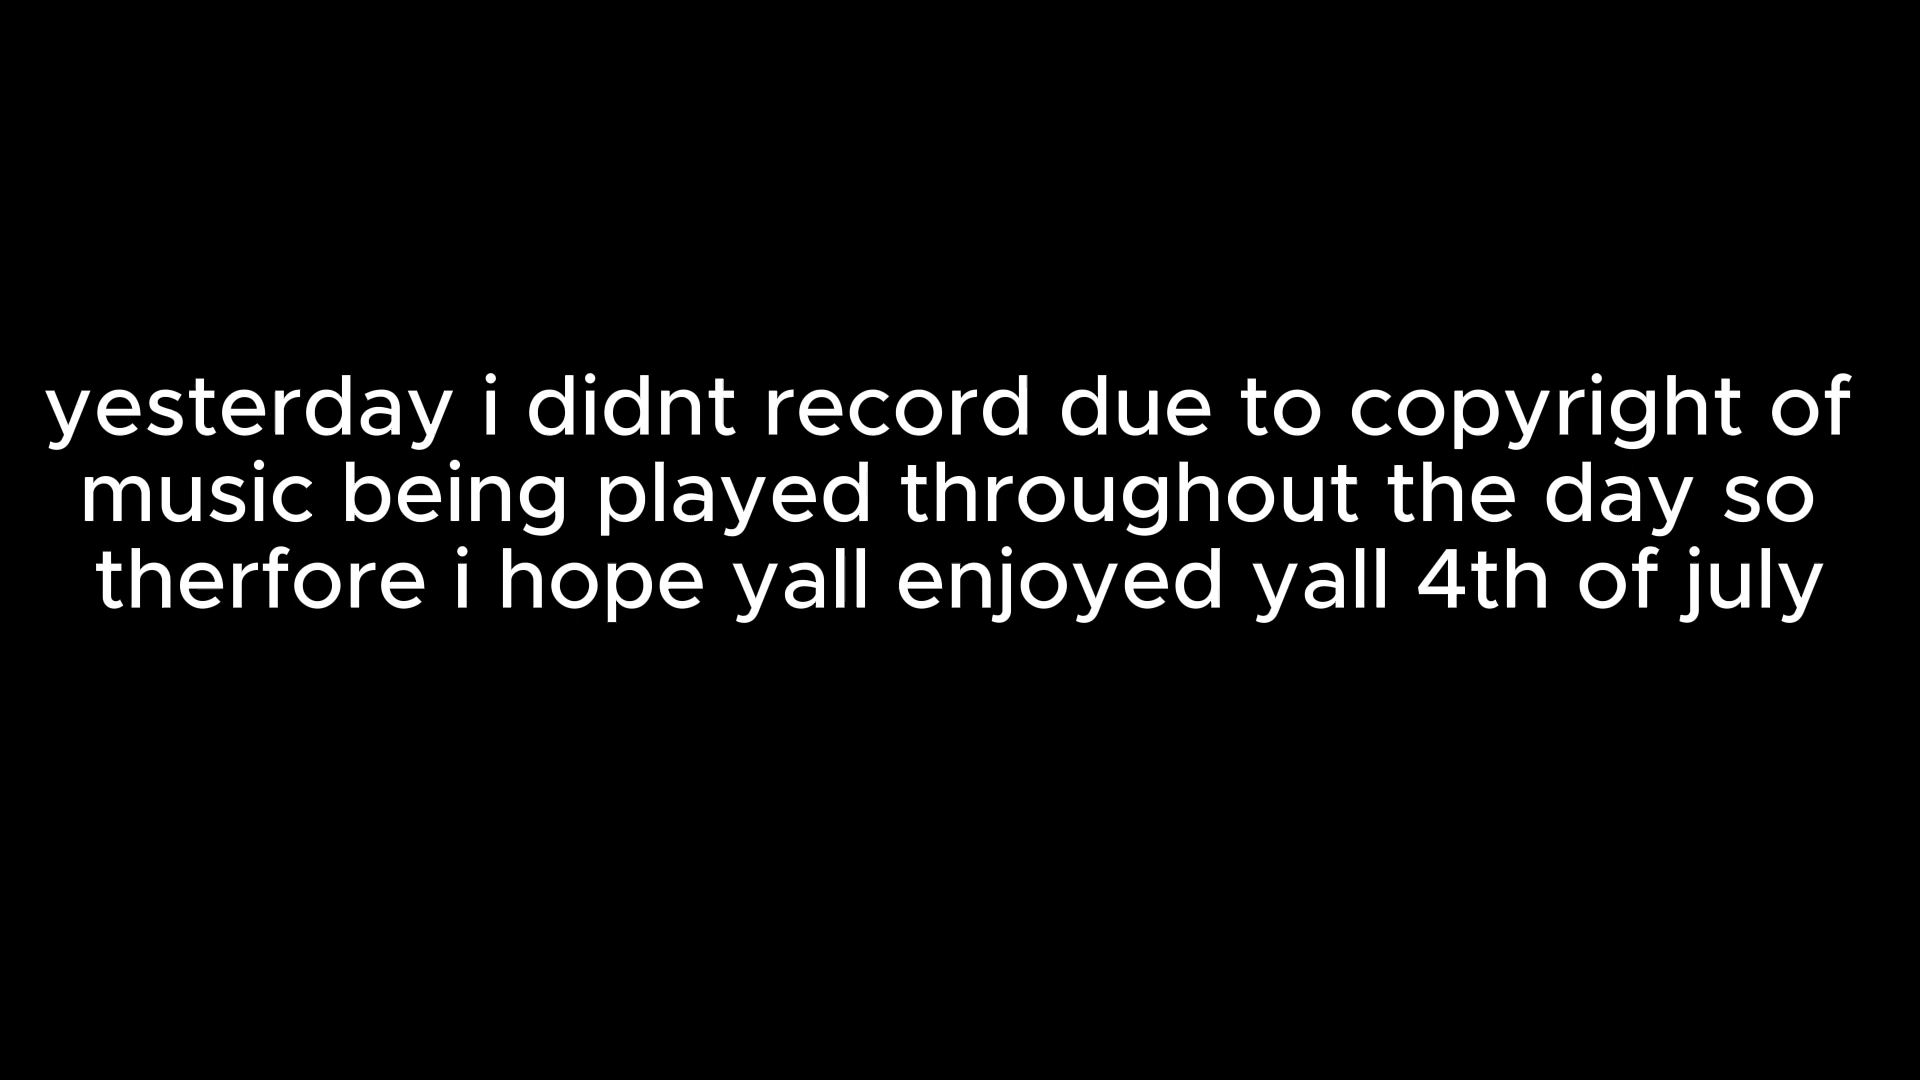 yesterday i didnt record due to copyright of
music being played throughout the day so
therfore i hope yall enjoyed yall 4th of july